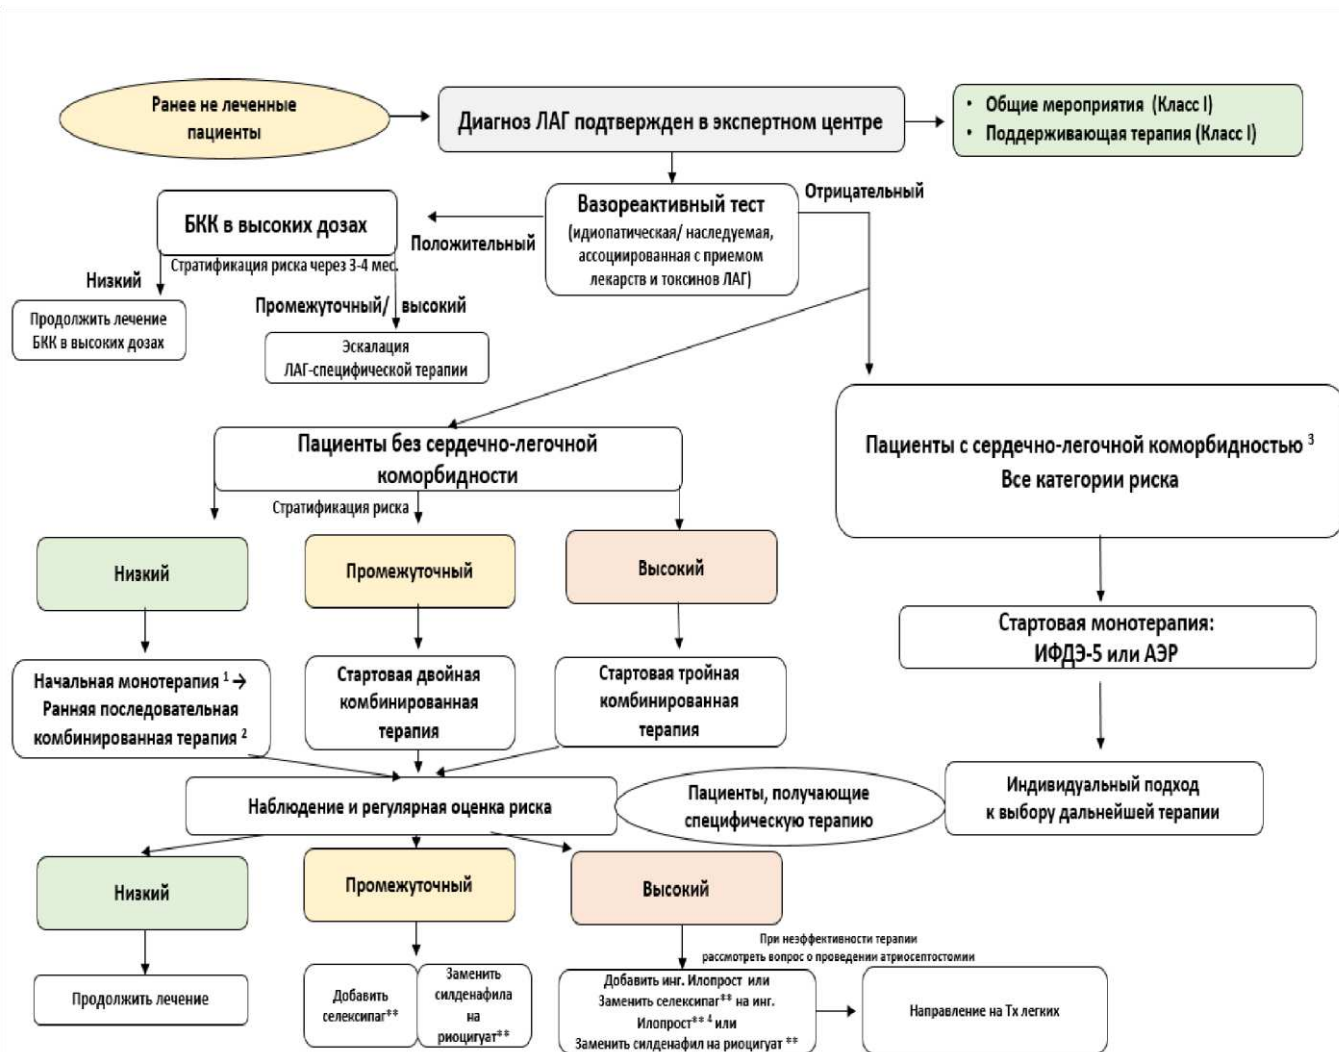 Ранее не леченные
пациенты
Диагноз ЛАГ подтвержден в экспертном центре
• Общие мероприятия (Класс I)
• Поддерживающая терапия (Класс I)
Вазореактивный тест
(идиопатическая/ наследуемая,
ассоциированная с приемом
лекарств и токсинов ЛАГ)
Отрицательный
Положительный
БКК в высоких дозах
Стратификация риска через 3-4 мес.
Низкий
Промежуточный/ высокий
Продолжить лечение
БКК в высоких дозах
Эскалация
ЛАГ-специфической терапии
Пациенты без сердечно-легочной
коморбидности
Пациенты с сердечно-легочной коморбидностью ³
Все категории риска
Стратификация риска
Низкий
Промежуточный
Высокий
Стартовая монотерапия:
ИФДЭ-5 или АЭР
Начальная монотерапия ¹ →
Ранняя последовательная
комбинированная терапия ²
Стартовая двойная
комбинированная
терапия
Стартовая тройная
комбинированная
терапия
Наблюдение и регулярная оценка риска
Пациенты, получающие
специфическую терапию
Индивидуальный подход
к выбору дальнейшей терапии
Низкий
Промежуточный
Высокий
При неэффективности терапии
рассмотреть вопрос о проведении атриосептостомии
Продолжить лечение
Добавить
селексипаг**
Заменить
силденафила
на
риоцигуат**
Добавить инг. Илопрост или
Заменить селексипаг** на инг.
Илопрост** ⁴ или
Заменить силденафил на риоцигуат **
Направление на Тх легких